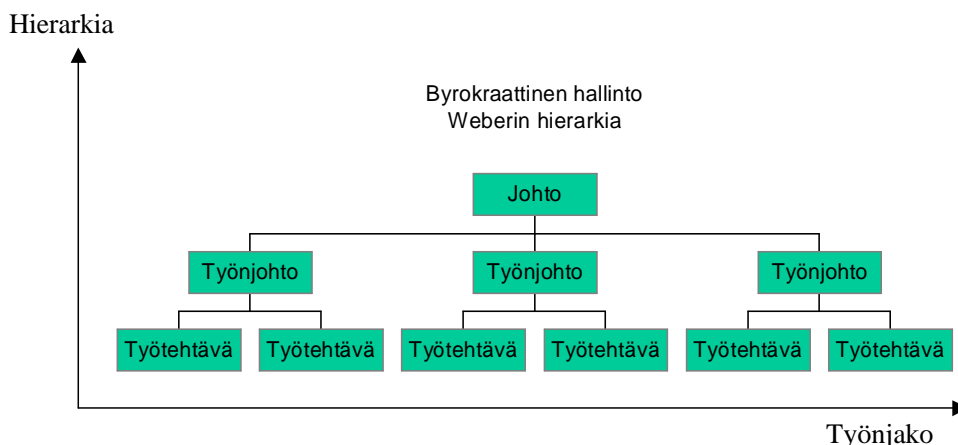 Hierarkia
Byrokraattinen hallinto
Weberin hierarkia
Johto
Työnjohto Työnjohto Työnjohto
Työtehtävä Työtehtävä Työtehtävä Työtehtävä Työtehtävä Työtehtävä
Työnjako